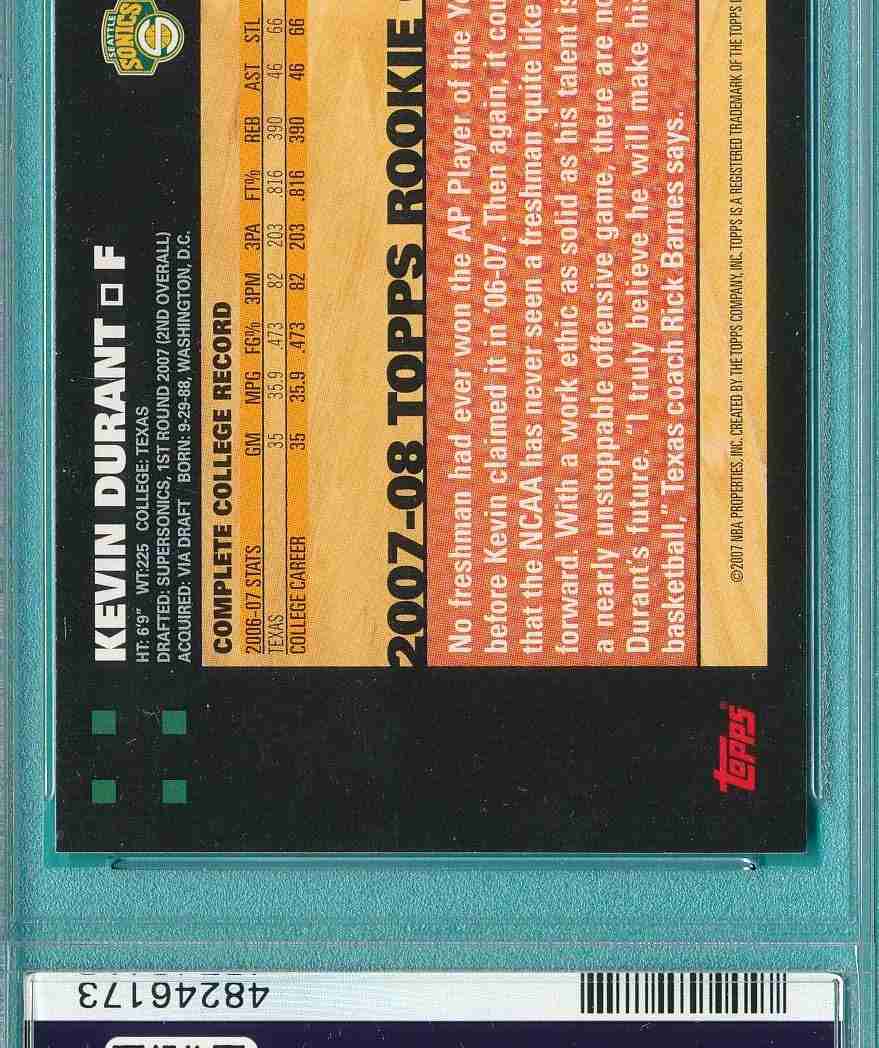 KEVIN DURANT F
HT: 6'9" WT:225 COLLEGE: TEXAS
DRAFTED: SUPERSONICS, 1ST ROUND 2007 (2ND OVERALL)
ACQUIRED: VIA DRAFT BORN: 9-29-88, WASHINGTON, D.C.
SEATTLE
SONICS
COMPLETE COLLEGE RECORD
2006-07 STATS GM MPG FG% 3PM 3PA FT% REB AST STL
TEXAS 35 35.9 .473 82 203 .816 390 46 66
COLLEGE CAREER 35 35.9 .473 82 203 .816 390 46 66
2007-08 TOPPS ROOKIE
No freshman had ever won the AP Player of the
before Kevin claimed it in '06-07. Then again, it
that the NCAA has never seen a freshman quite like
forward. With a work ethic as solid as his talent is
a nearly unstoppable offensive game, there are
Durant's future. "I truly believe he will make
basketball," Texas coach Rick Barnes says.
©2007 NBA PROPERTIES, INC. CREATED BY THE TOPPS COMPANY, INC. TOPPS IS A REGISTERED TRADEMARK OF THE TOPPS
topps
48246173